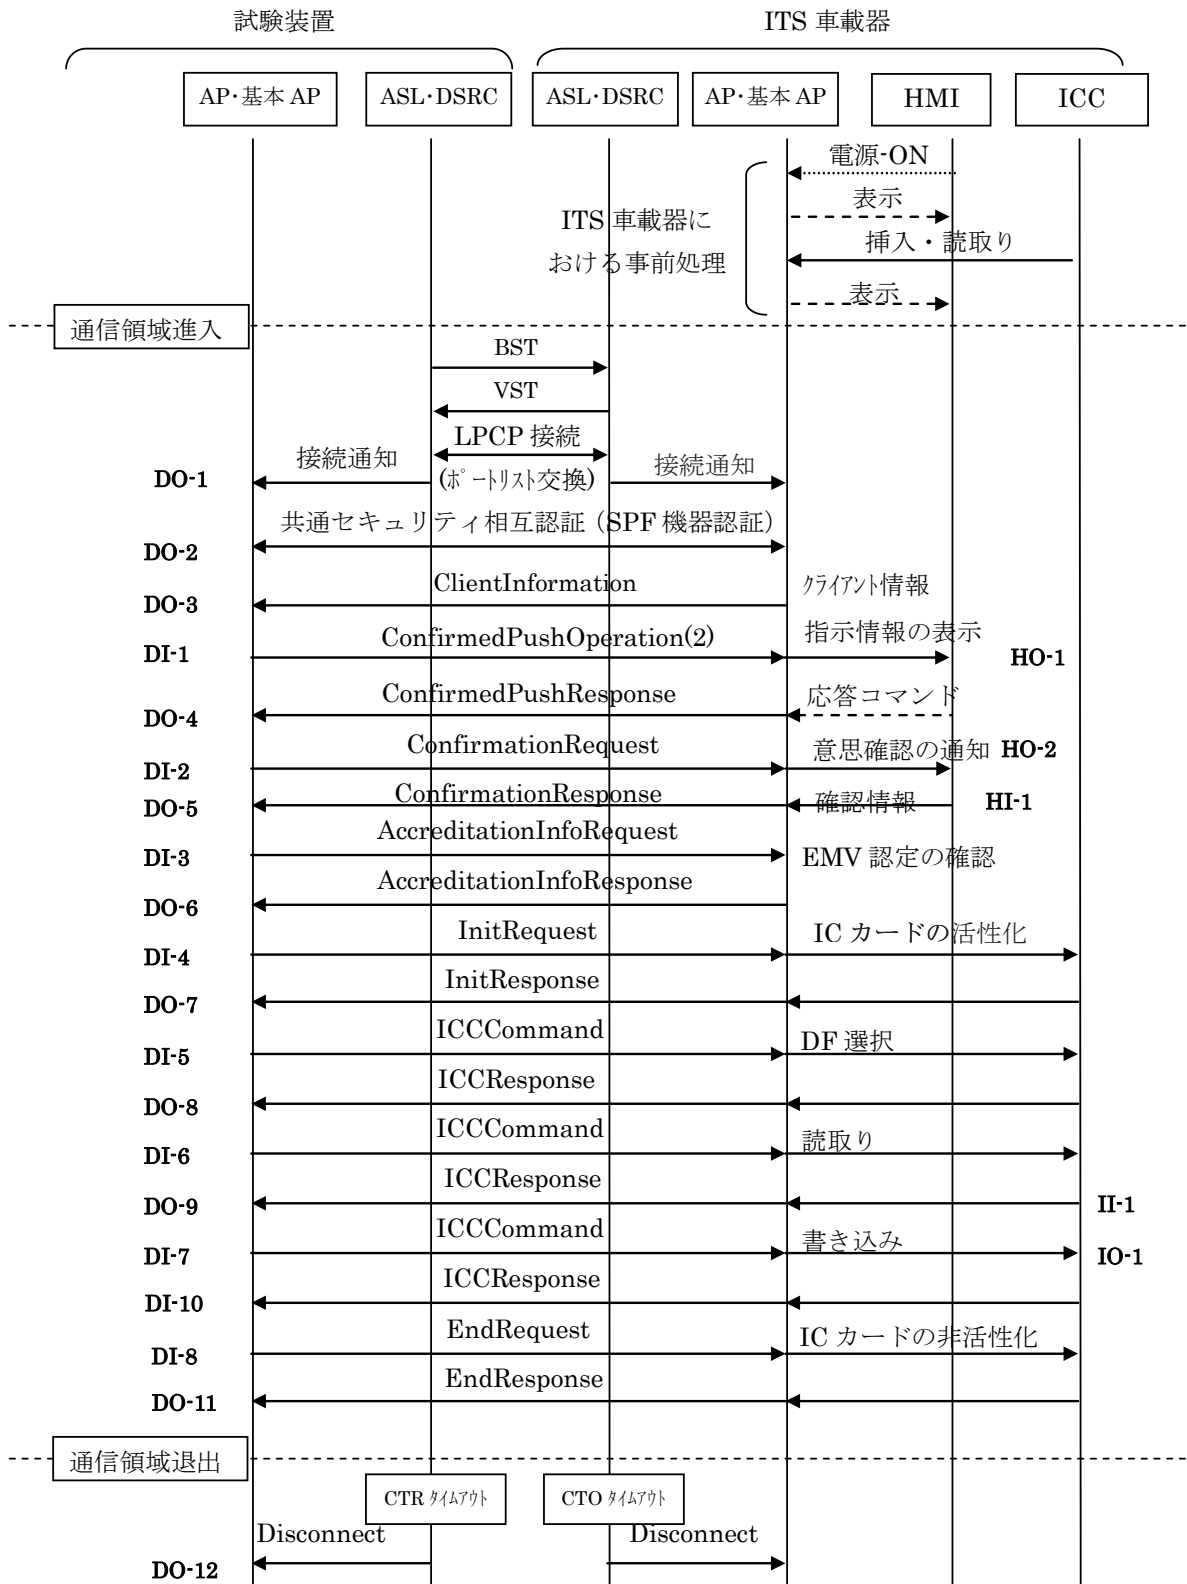 試験装置
ITS 車載器
AP・基本 AP
ASL・DSRC
ASL・DSRC
AP・基本 AP
HMI
ICC
電源-ON
表示
ITS 車載器に
おける事前処理
挿入・読取り
表示
通信領域進入
BST
VST
LPCP 接続
(ポートリスト交換)
接続通知
接続通知
DO-1
共通セキュリティ相互認証（SPF 機器認証）
DO-2
ClientInformation
クライアント情報
DO-3
ConfirmedPushOperation(2)
指示情報の表示
DI-1
HO-1
ConfirmedPushResponse
応答コマンド
DO-4
ConfirmationRequest
意思確認の通知
HO-2
DI-2
ConfirmationResponse
確認情報
HI-1
DO-5
AccreditationInfoRequest
DI-3
EMV 認定の確認
AccreditationInfoResponse
DO-6
InitRequest
IC カードの活性化
DI-4
InitResponse
DO-7
ICCCommand
DF 選択
DI-5
ICCResponse
DO-8
ICCCommand
読取り
DI-6
ICCResponse
DO-9
II-1
ICCCommand
書き込み
DI-7
IO-1
ICCResponse
DI-10
EndRequest
IC カードの非活性化
DI-8
EndResponse
DO-11
通信領域退出
CTR タイムアウト
CTO タイムアウト
Disconnect
Disconnect
DO-12